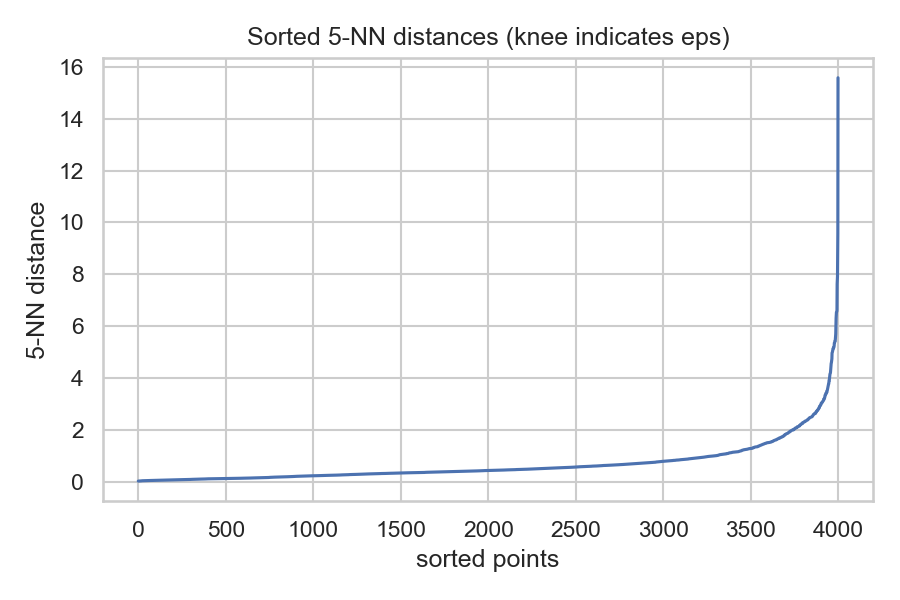 Sorted 5-NN distances (knee indicates eps)
16
14
12
10
8
6
4
2
0
5-NN distance
0 500 1000 1500 2000 2500 3000 3500 4000
sorted points